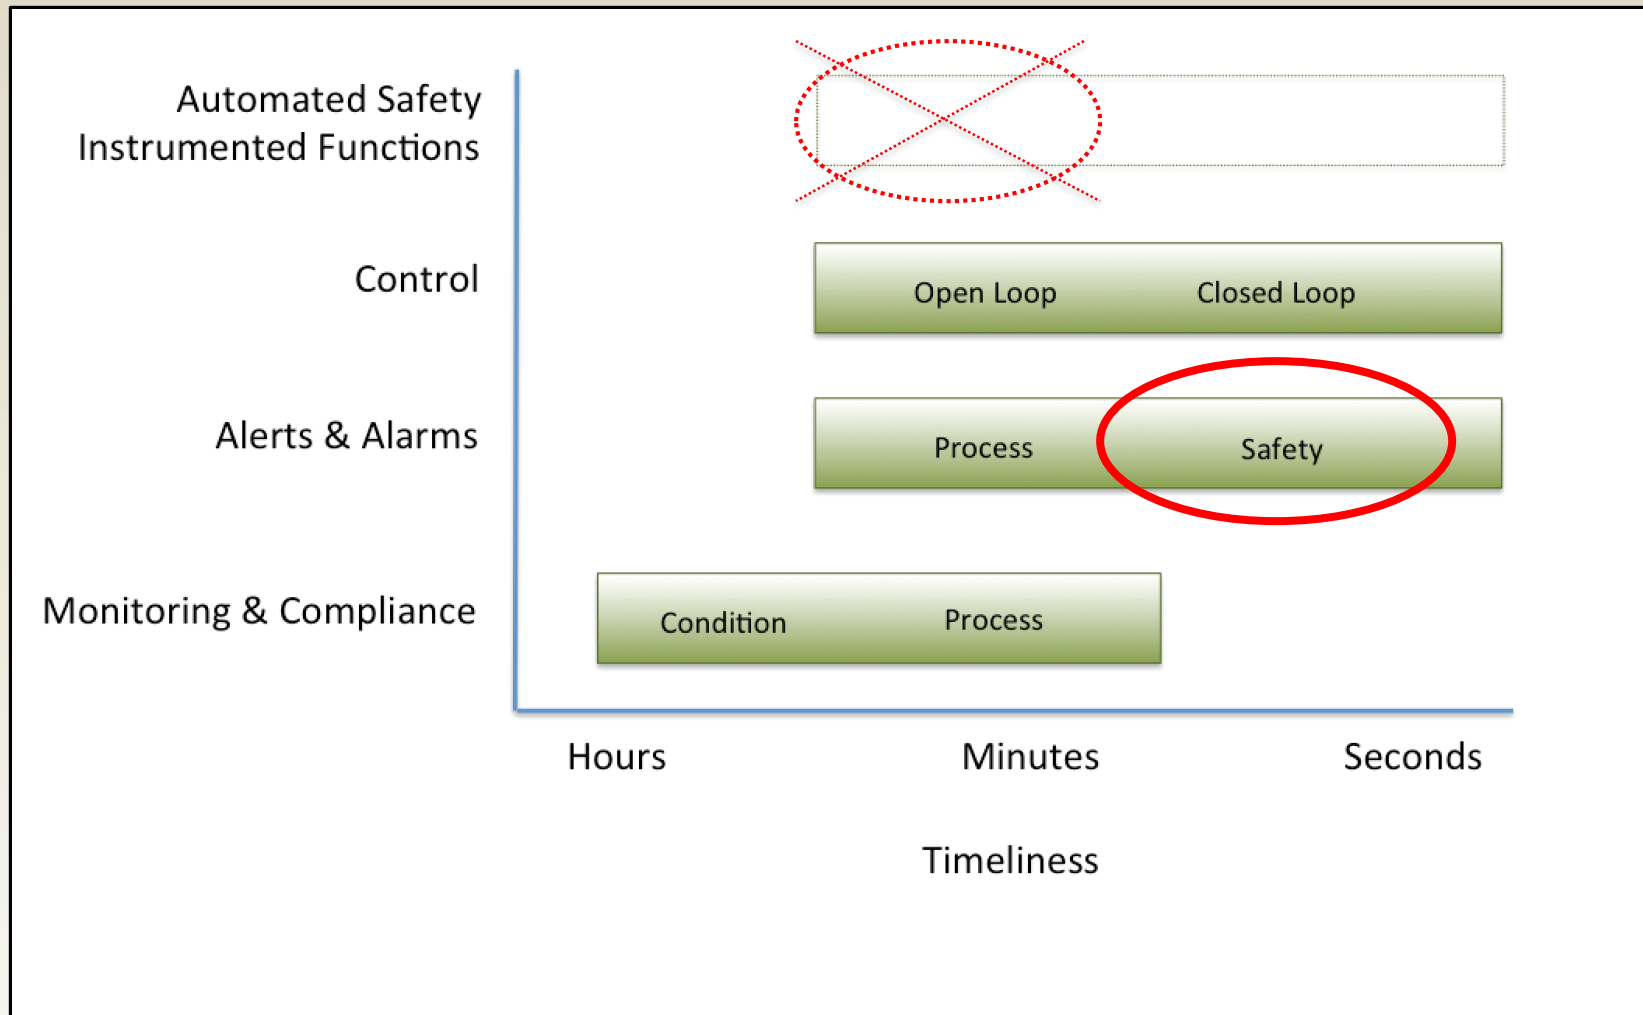 Automated Safety
Instrumented Functions
Control
Open Loop
Closed Loop
Alerts & Alarms
Process
Safety
Monitoring & Compliance
Condition
Process
Hours
Minutes
Seconds
Timeliness